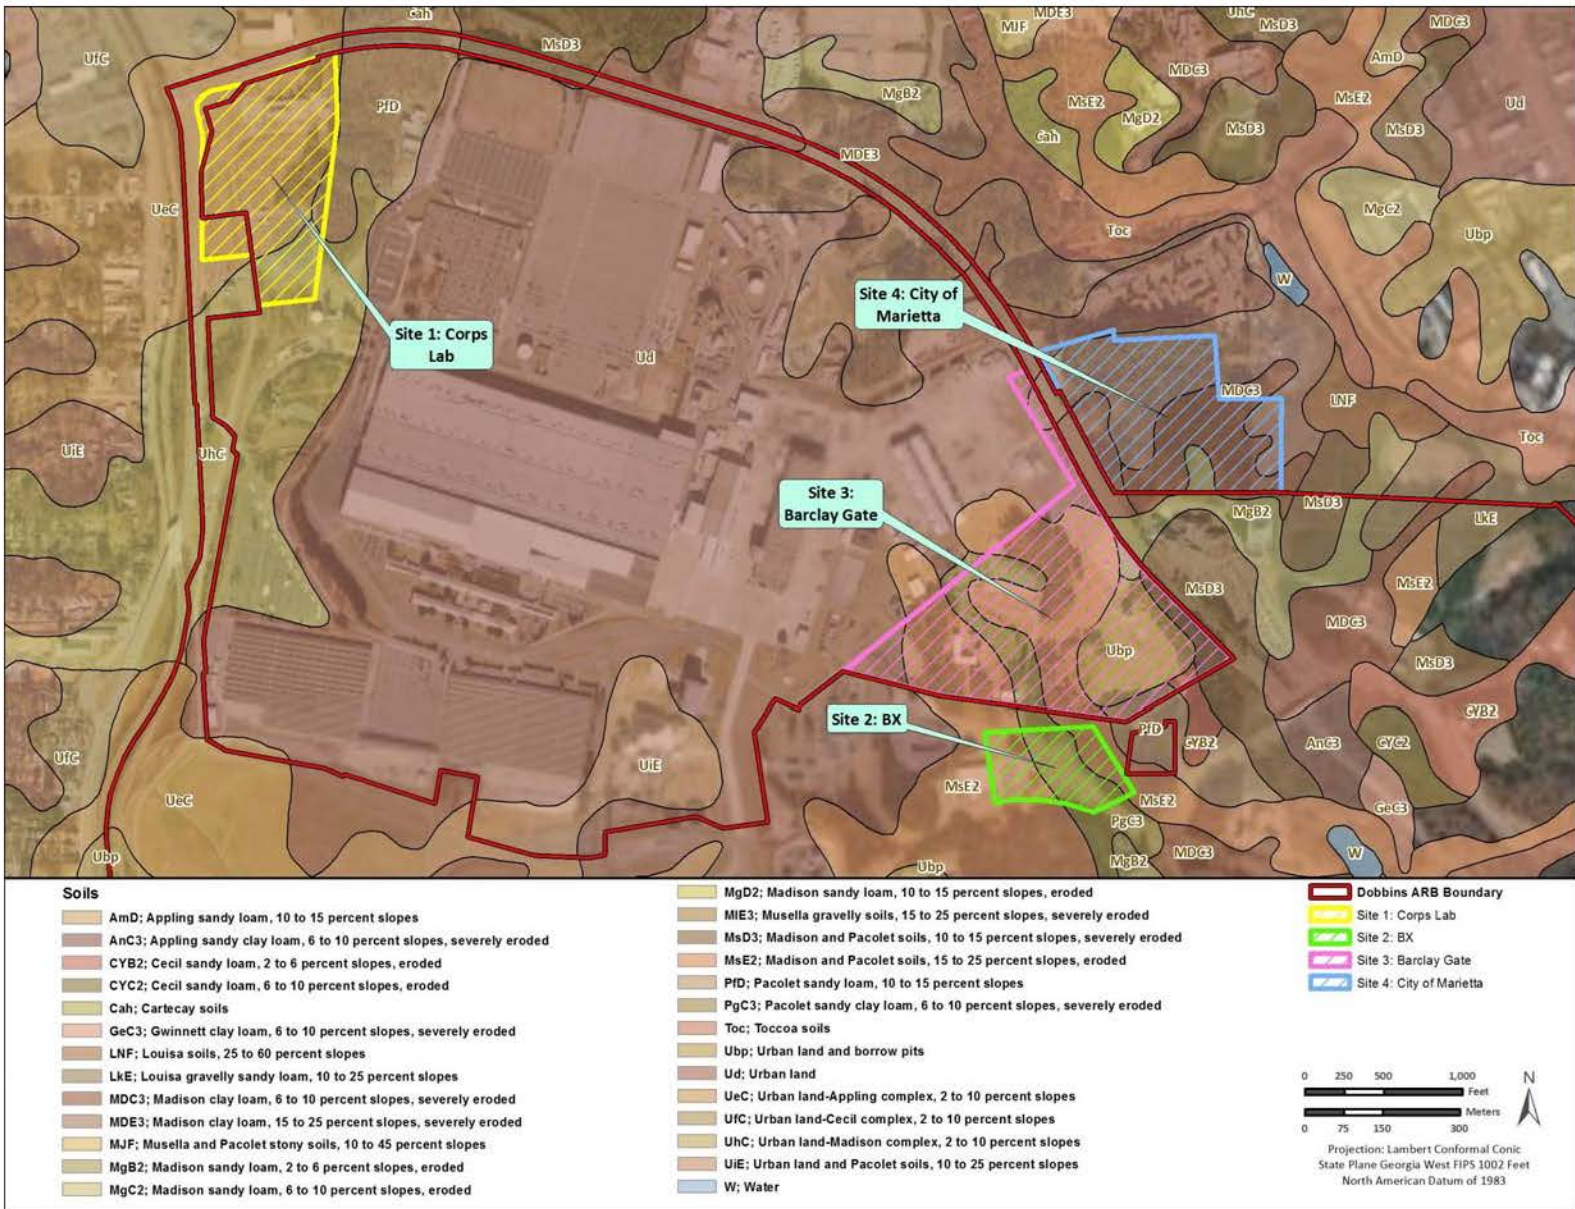 Cah
MsD3
UfC
PfD
MgB2
MJF
MDE3
UhC
MsD3
MDC3
AmD
MDC3
MsE2
MsE2
MgD2
Ud
Cah
MsD3
MsD3
MDE3
UeC
MgC2
Ubp
Toc
W
Site 4: City of
Marietta
Site 1: Corps
Lab
Ud
MDC3
LNF
Toc
UiE
UhC
Site 3:
Barclay Gate
MgB2
MsD3
LkE
MsD3
MsE2
MDC3
Ubp
MsD3
Site 2: BX
PfD
CYB2
CYB2
AnC3
CYC2
UfC
UiE
UeC
MsE2
MsE2
GeC3
PgC3
Ubp
Ubp
MgB2
MDC3
W
Soils
AmD; Appling sandy loam, 10 to 15 percent slopes
AnC3; Appling sandy clay loam, 6 to 10 percent slopes, severely eroded
CYB2; Cecil sandy loam, 2 to 6 percent slopes, eroded
CYC2; Cecil sandy loam, 6 to 10 percent slopes, eroded
Cah; Cartecay soils
GeC3; Gwinnett clay loam, 6 to 10 percent slopes, severely eroded
LNF; Louisa soils, 25 to 60 percent slopes
LkE; Louisa gravelly sandy loam, 10 to 25 percent slopes
MDC3; Madison clay loam, 6 to 10 percent slopes, severely eroded
MDE3; Madison clay loam, 15 to 25 percent slopes, severely eroded
MJF; Musella and Pacolet stony soils, 10 to 45 percent slopes
MgB2; Madison sandy loam, 2 to 6 percent slopes, eroded
MgC2; Madison sandy loam, 6 to 10 percent slopes, eroded
MgD2; Madison sandy loam, 10 to 15 percent slopes, eroded
MIE3; Musella gravelly soils, 15 to 25 percent slopes, severely eroded
MsD3; Madison and Pacolet soils, 10 to 15 percent slopes, severely eroded
MsE2; Madison and Pacolet soils, 15 to 25 percent slopes, eroded
PfD; Pacolet sandy loam, 10 to 15 percent slopes
PgC3; Pacolet sandy clay loam, 6 to 10 percent slopes, severely eroded
Toc; Toccoa soils
Ubp; Urban land and borrow pits
Ud; Urban land
UeC; Urban land-Appling complex, 2 to 10 percent slopes
UfC; Urban land-Cecil complex, 2 to 10 percent slopes
UhC; Urban land-Madison complex, 2 to 10 percent slopes
UiE; Urban land and Pacolet soils, 10 to 25 percent slopes
W; Water
Dobbins ARB Boundary
Site 1: Corps Lab
Site 2: BX
Site 3: Barclay Gate
Site 4: City of Marietta
0 250 500 1,000
Feet
Meters
0 75 150 300
N
Projection: Lambert Conformal Conic
State Plane Georgia West FIPS 1002 Feet
North American Datum of 1983